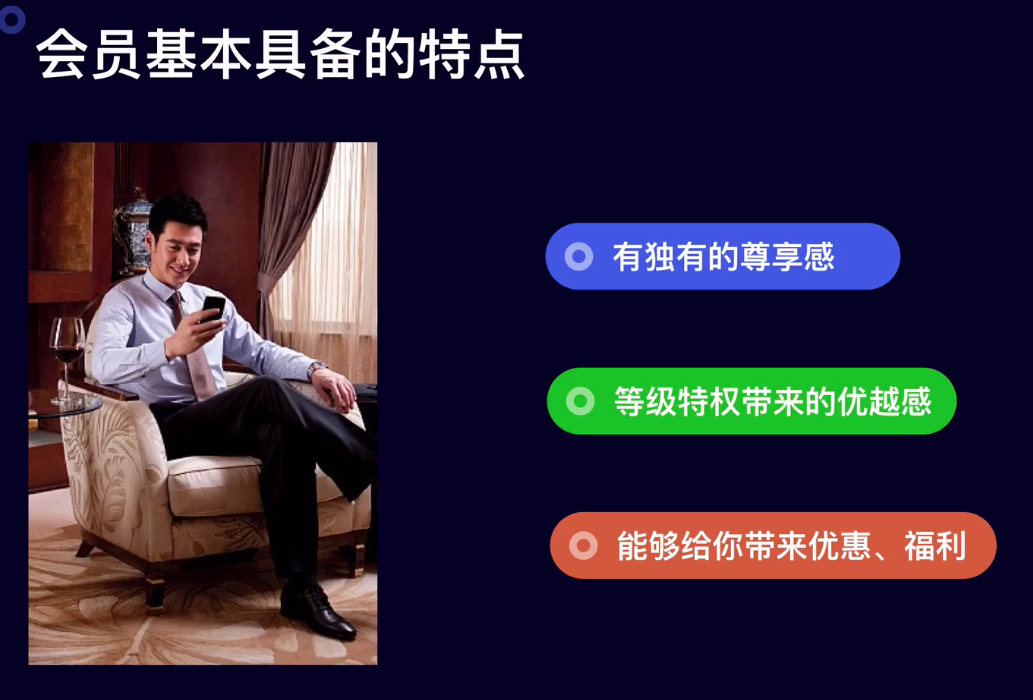 会员基本具备的特点
有独有的尊享感
等级特权带来的优越感
能够给你带来优惠、福利